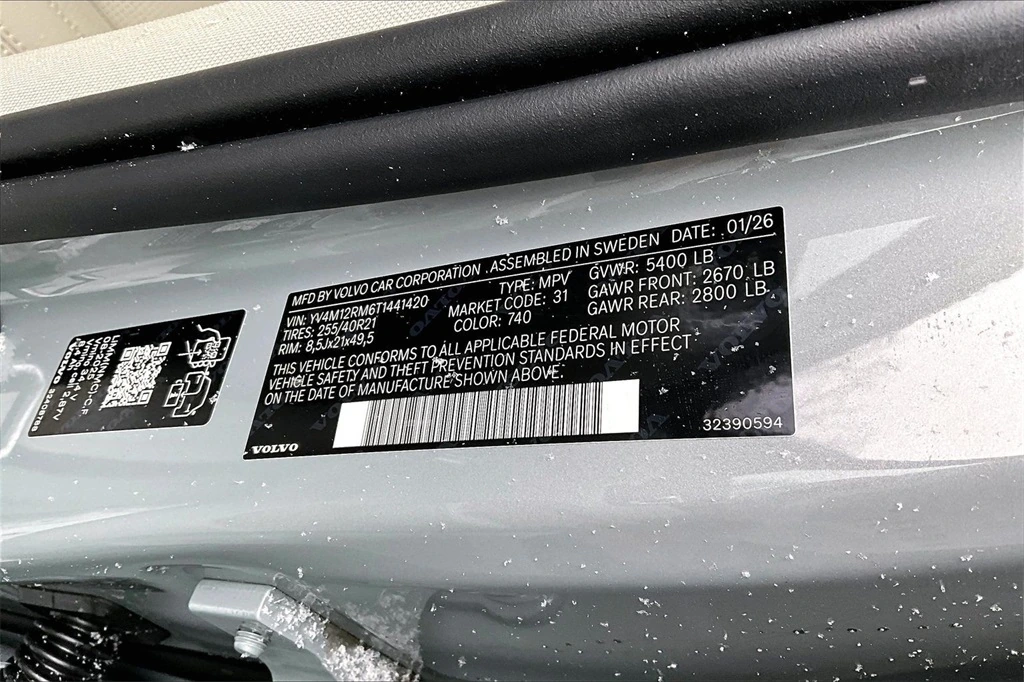 MFD BY VOLVO CAR CORPORATION . ASSEMBLED IN SWEDEN DATE: 01/26
VIN: YV4M12RM6T1441420 TYPE: MPV GVWR: 5400 LB
TIRES: 255/40R21 MARKET CODE: 31 GAWR FRONT: 2670 LB
RIM: 8,5Jx21x49,5 COLOR: 740 GAWR REAR: 2800 LB
THIS VEHICLE CONFORMS TO ALL APPLICABLE FEDERAL MOTOR
VEHICLE SAFETY AND THEFT PREVENTION STANDARDS IN EFFECT
ON THE DATE OF MANUFACTURE SHOWN ABOVE.
VOLVO
32390594
VOLVO